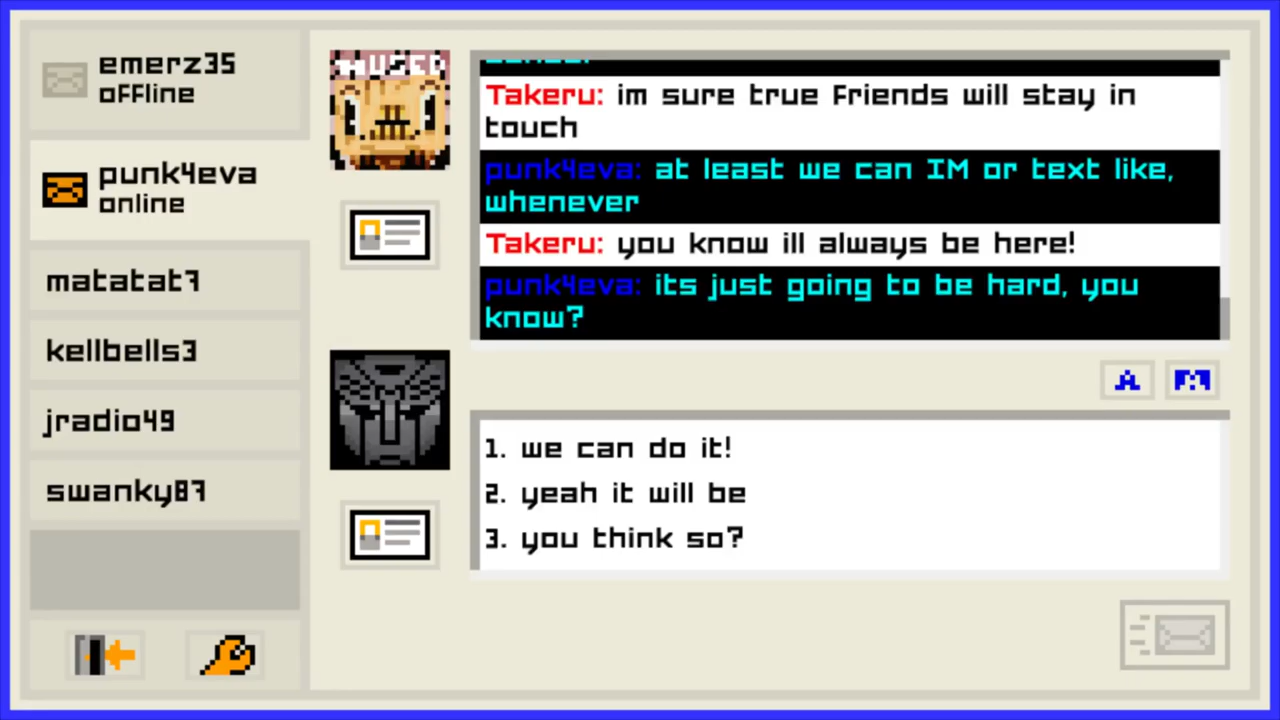 emerz35
offline
punk4eva
online
matatat7
kellbells3
jradio49
swanky87
USED
Takeru: im sure true friends will stay in
touch
punk4eva: at least we can IM or text like,
whenever
Takeru: you know ill always be here!
punk4eva: its just going to be hard, you
know?
A
1. we can do it!
2. yeah it will be
3. you think so?